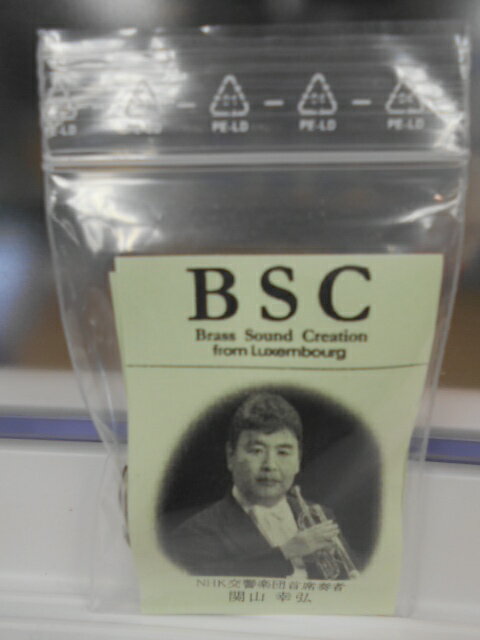 PE-LD
PE-LD
PE-LD
BSC
Brass Sound Creation
from Luxembourg
NHK交響楽団首席奏者
関山 幸弘